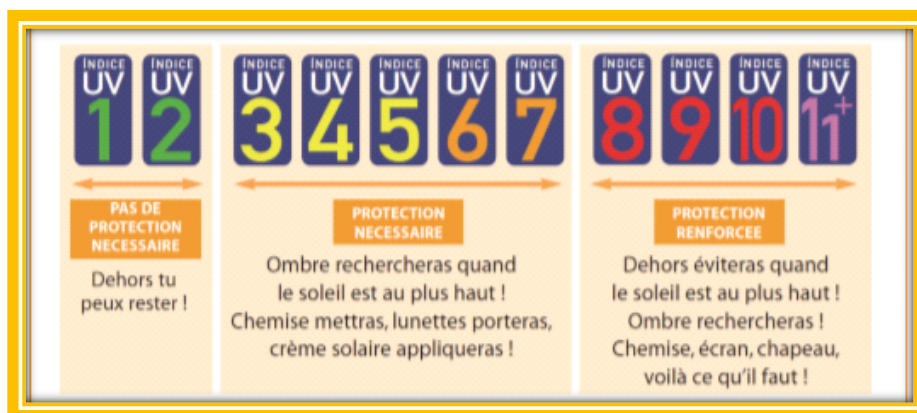 INDICE UV 1
INDICE UV 2
PAS DE
PROTECTION
NECESSAIRE
Dehors tu
peux rester !
INDICE UV 3
INDICE UV 4
INDICE UV 5
INDICE UV 6
INDICE UV 7
PROTECTION
NECESSAIRE
Ombre rechercheras quand
le soleil est au plus haut !
Chemise mettras, lunettes porteras,
crème solaire appliqueras !
INDICE UV 8
INDICE UV 9
INDICE UV 10
INDICE UV 11+
PROTECTION
RENFORCEE
Dehors éviteras quand
le soleil est au plus haut !
Ombre rechercheras !
Chemise, écran, chapeau,
voilà ce qu'il faut !